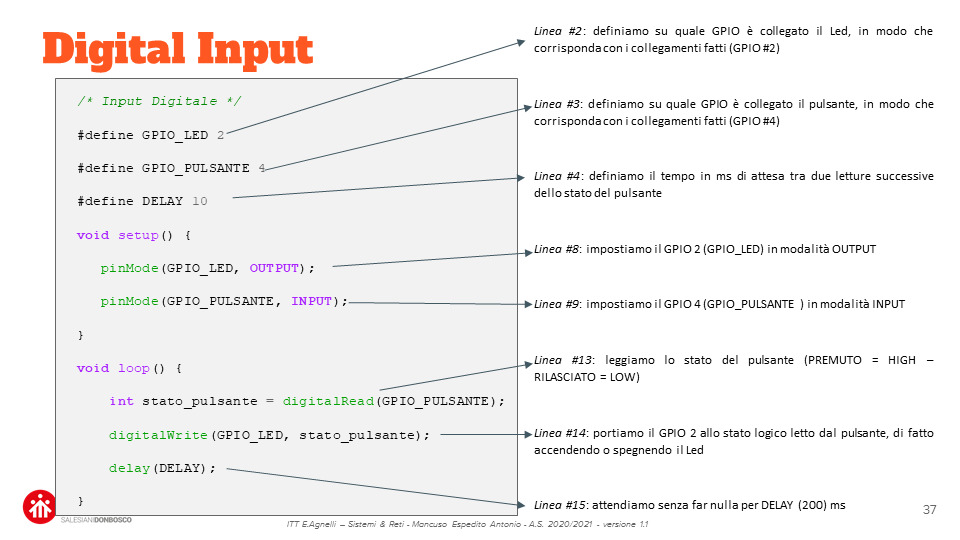 Digital Input
/* Input Digitale */
#define GPIO_LED 2
#define GPIO_PULSANTE 4
#define DELAY 10
void setup() {
pinMode(GPIO_LED, OUTPUT);
pinMode(GPIO_PULSANTE, INPUT);
}
void loop() {
int stato_pulsante = digitalRead(GPIO_PULSANTE);
digitalWrite(GPIO_LED, stato_pulsante);
delay(DELAY);
}
Linea #2: definiamo su quale GPIO è collegato il Led, in modo che
corrisponda con i collegamenti fatti (GPIO #2)
Linea #3: definiamo su quale GPIO è collegato il pulsante, in modo che
corrisponda con i collegamenti fatti (GPIO #4)
Linea #4: definiamo il tempo in ms di attesa tra due letture successive
dello stato del pulsante
Linea #8: impostiamo il GPIO 2 (GPIO_LED) in modalità OUTPUT
Linea #9: impostiamo il GPIO 4 (GPIO_PULSANTE ) in modalità INPUT
Linea #13: leggiamo lo stato del pulsante (PREMUTO = HIGH –
RILASCIATO = LOW)
Linea #14: portiamo il GPIO 2 allo stato logico letto dal pulsante, di fatto
accendendo o spegnendo il Led
Linea #15: attendiamo senza far nulla per DELAY (200) ms
SALESIANI DONBOSCO
ITT E.Agnelli – Sistemi & Reti - Mancuso Espedito Antonio - A.S. 2020/2021 - versione 1.1
37